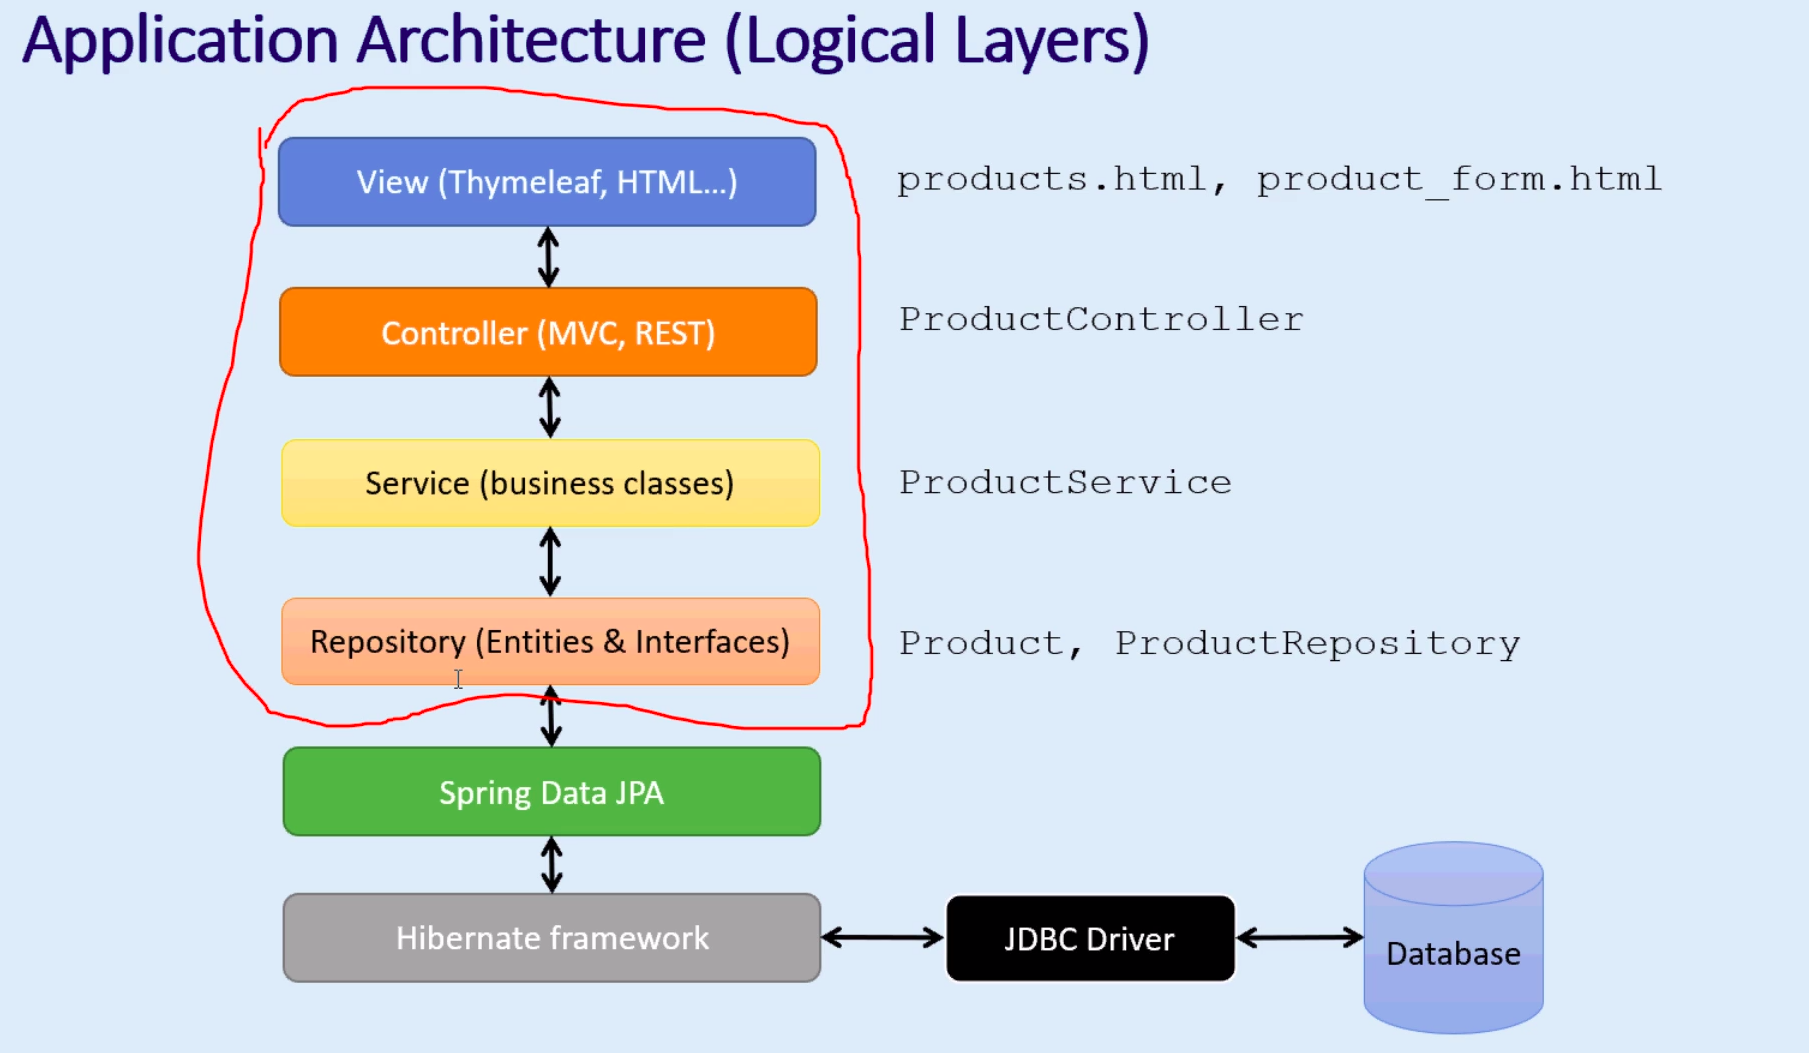 Application Architecture (Logical Layers)
View (Thymeleaf, HTML...)
products.html, product_form.html
Controller (MVC, REST)
ProductController
Service (business classes)
ProductService
Repository (Entities & Interfaces)
Product, ProductRepository
Spring Data JPA
Hibernate framework
JDBC Driver
Database